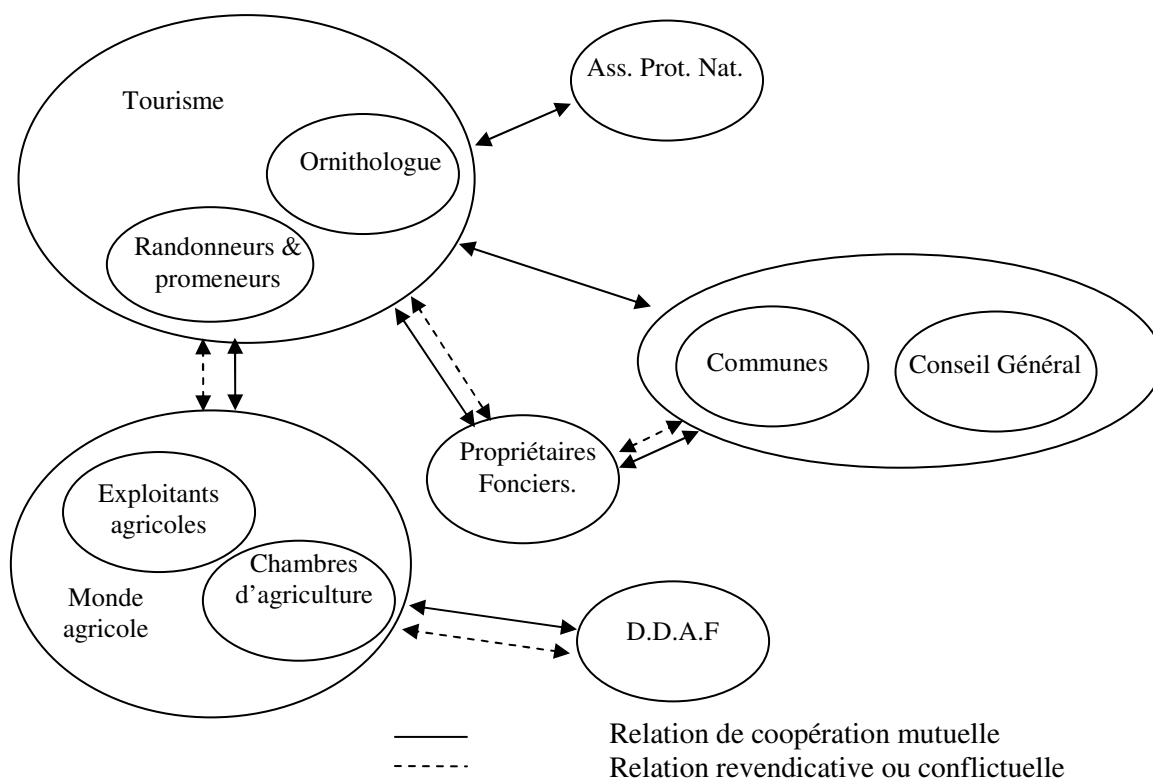 Ass. Prot. Nat.
Tourisme
Ornithologue
Randonneurs &
promeneurs
Communes
Conseil Général
Propriétaires
Fonciers.
Exploitants
agricoles
Chambres
d’agriculture
Monde
agricole
D.D.A.F
Relation de coopération mutuelle
Relation revendicative ou conflictuelle